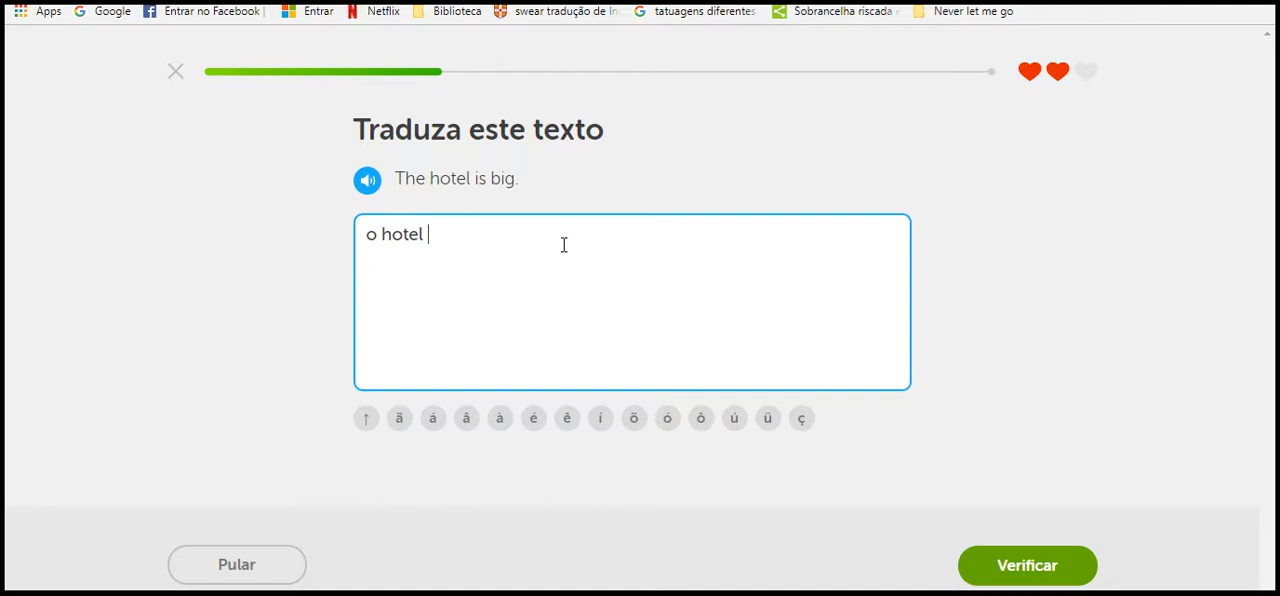 Apps Google Entrar no Facebook Entrar Netflix Biblioteca swear tradução de In tatuagens diferentes Sobrancelha riscada Never let me go
Traduza este texto
The hotel is big.
o hotel
↑ ã á â à é ê í õ ó ô ú ü ç
Pular Verificar